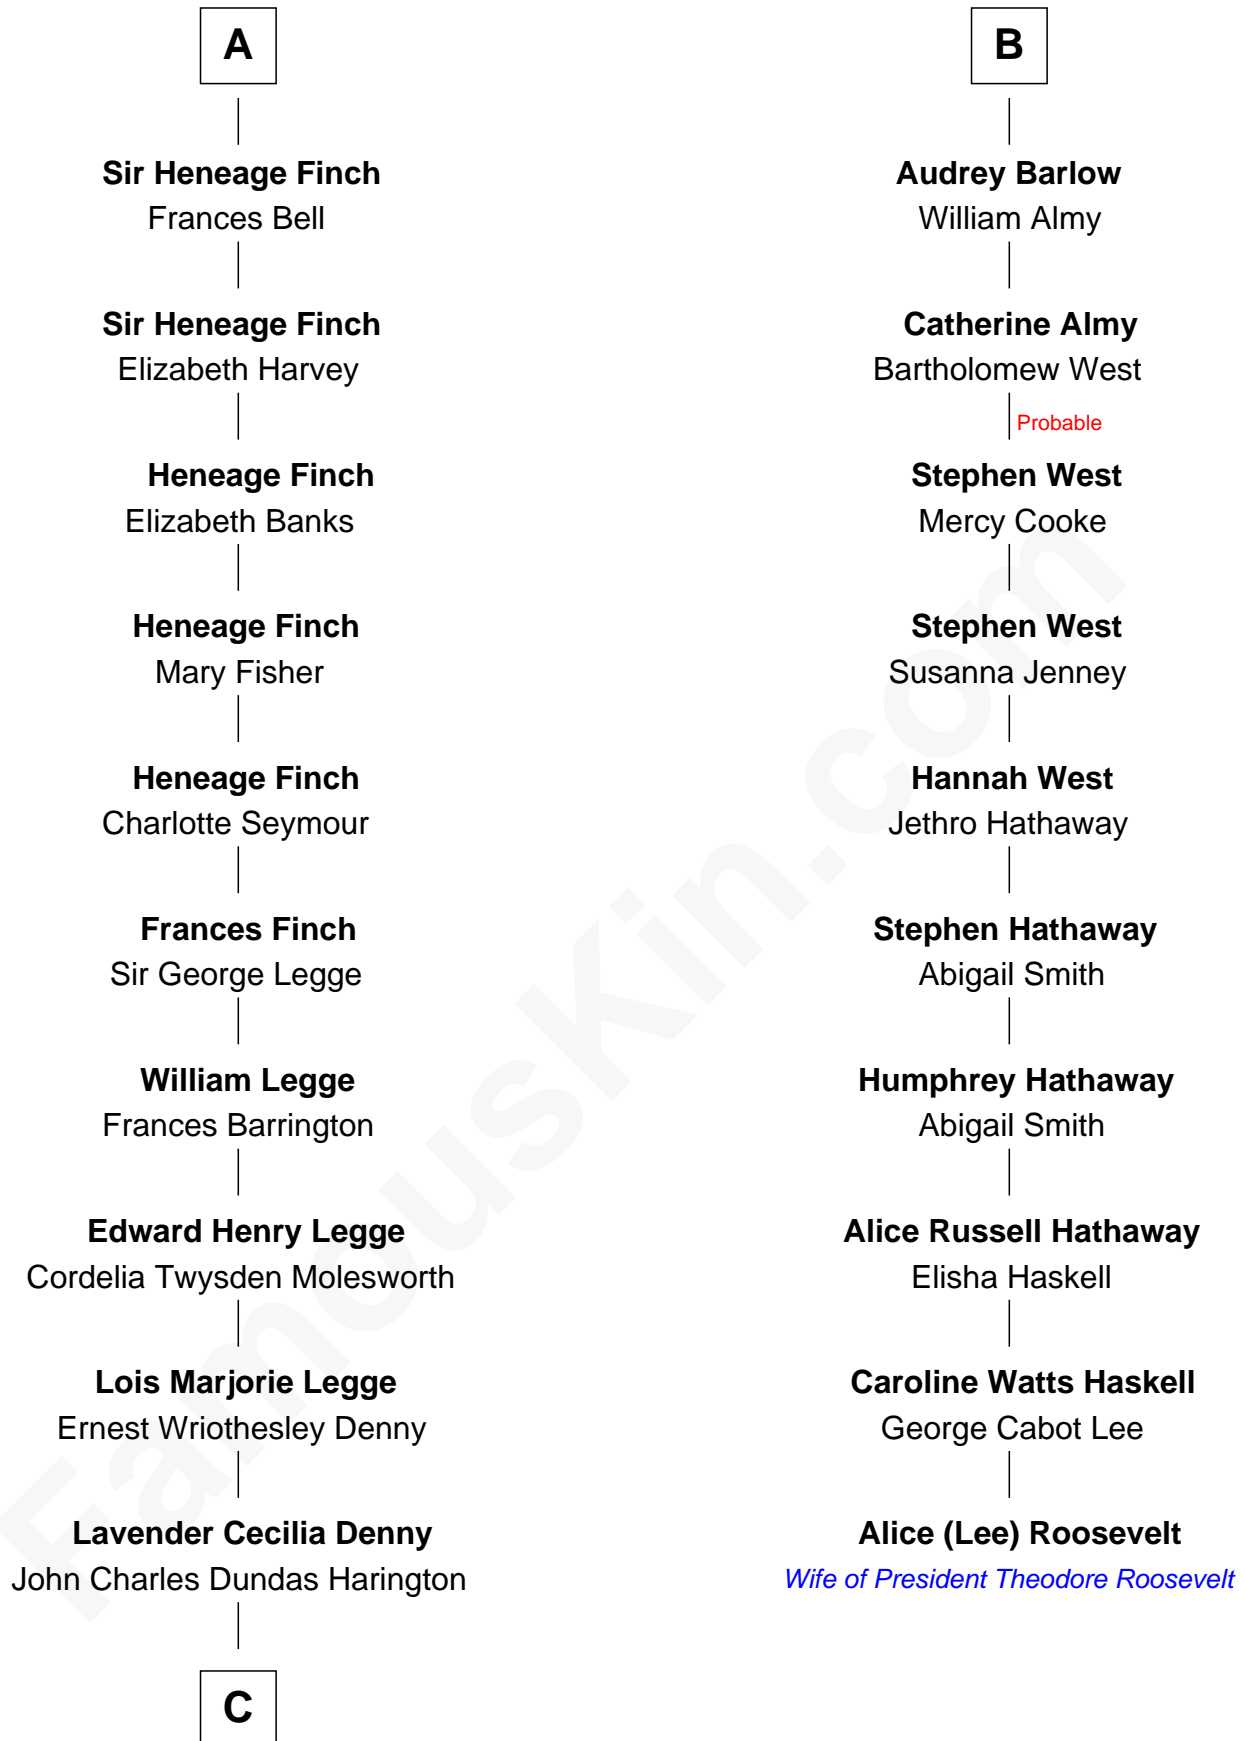 A
Sir Heneage Finch
Frances Bell
Sir Heneage Finch
Elizabeth Harvey
Heneage Finch
Elizabeth Banks
Heneage Finch
Mary Fisher
Heneage Finch
Charlotte Seymour
Frances Finch
Sir George Legge
William Legge
Frances Barrington
Edward Henry Legge
Cordelia Twysden Molesworth
Lois Marjorie Legge
Ernest Wriothesley Denny
Lavender Cecilia Denny
John Charles Dundas Harington
C
B
Audrey Barlow
William Almy
Catherine Almy
Bartholomew West
Probable
Stephen West
Mercy Cooke
Stephen West
Susanna Jenney
Hannah West
Jethro Hathaway
Stephen Hathaway
Abigail Smith
Humphrey Hathaway
Abigail Smith
Alice Russell Hathaway
Elisha Haskell
Caroline Watts Haskell
George Cabot Lee
Alice (Lee) Roosevelt
Wife of President Theodore Roosevelt
FamousKin.com